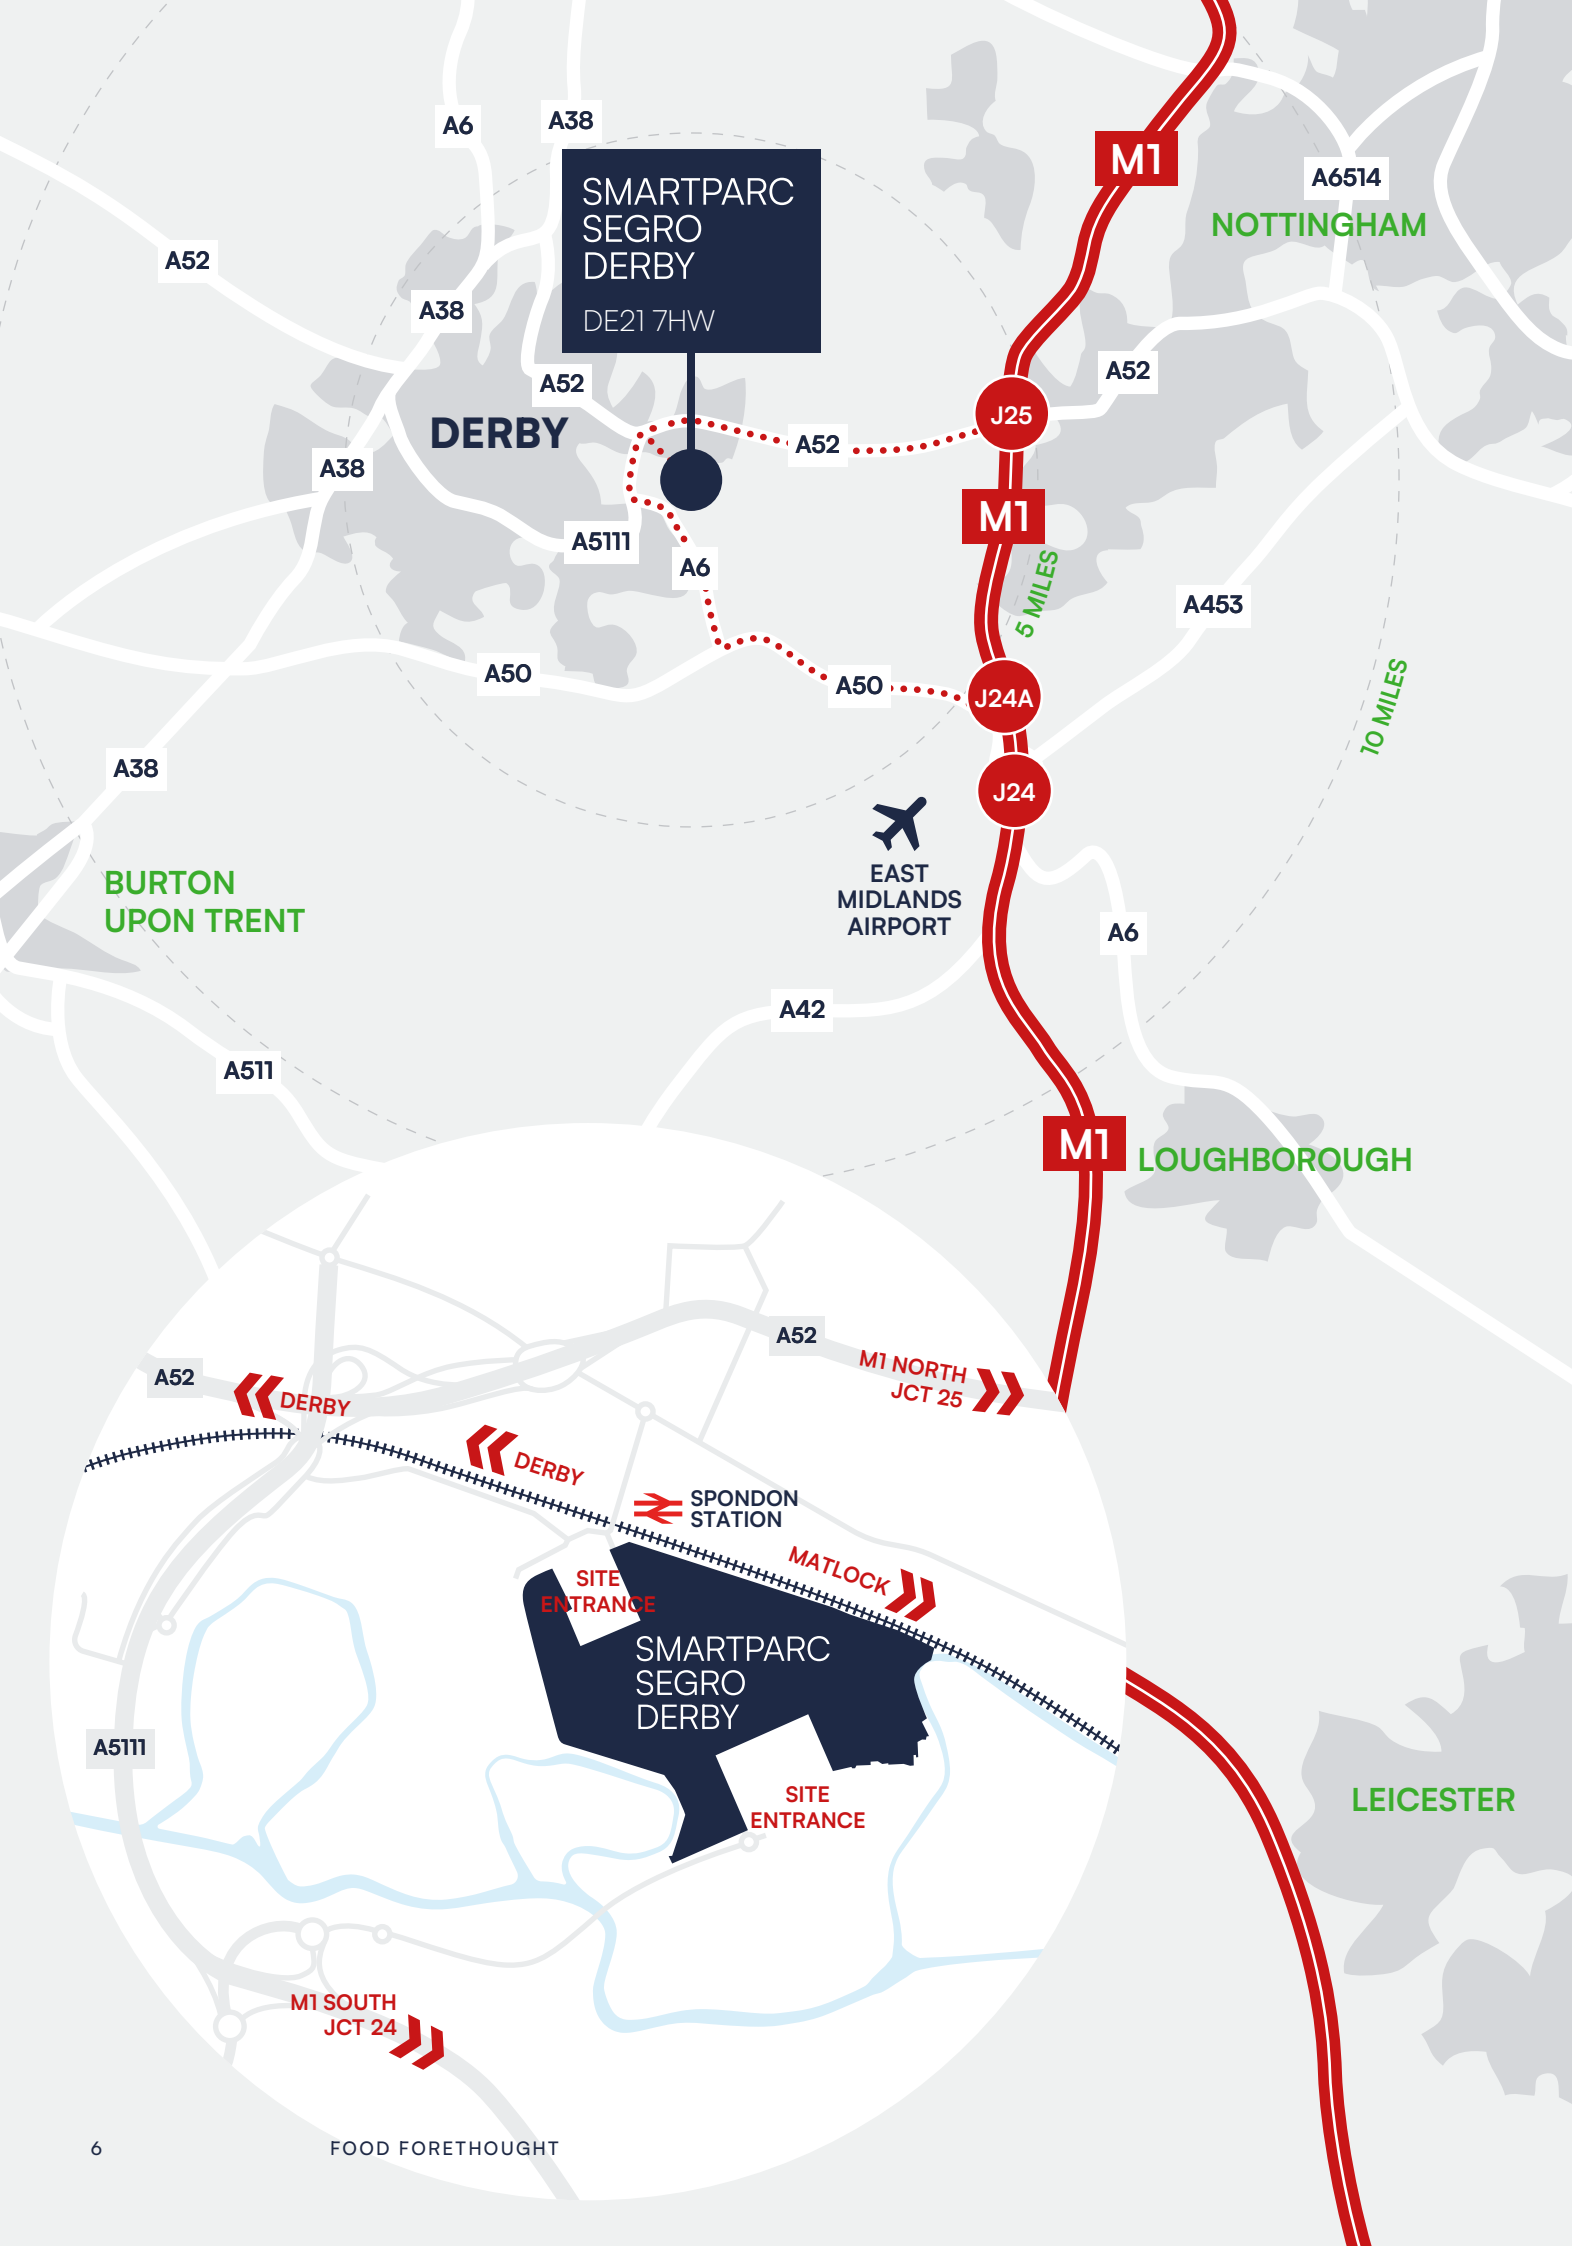 A6
A38
M1
A6514
NOTTINGHAM
SMARTPARC
SEGRO
DERBY
DE21 7HW
A52
A38
A52
A52
J25
DERBY
A52
A38
M1
A5111
A6
5 MILES
A453
A50
A50
J24A
10 MILES
A38
J24
EAST
MIDLANDS
AIRPORT
BURTON
UPON TRENT
A6
A42
A511
M1
LOUGHBOROUGH
A52
M1 NORTH
JCT 25
A52
DERBY
DERBY
SPONDON
STATION
MATLOCK
SITE
ENTRANCE
SMARTPARC
SEGRO
DERBY
A5111
SITE
ENTRANCE
LEICESTER
M1 SOUTH
JCT 24
6
FOOD FORETHOUGHT